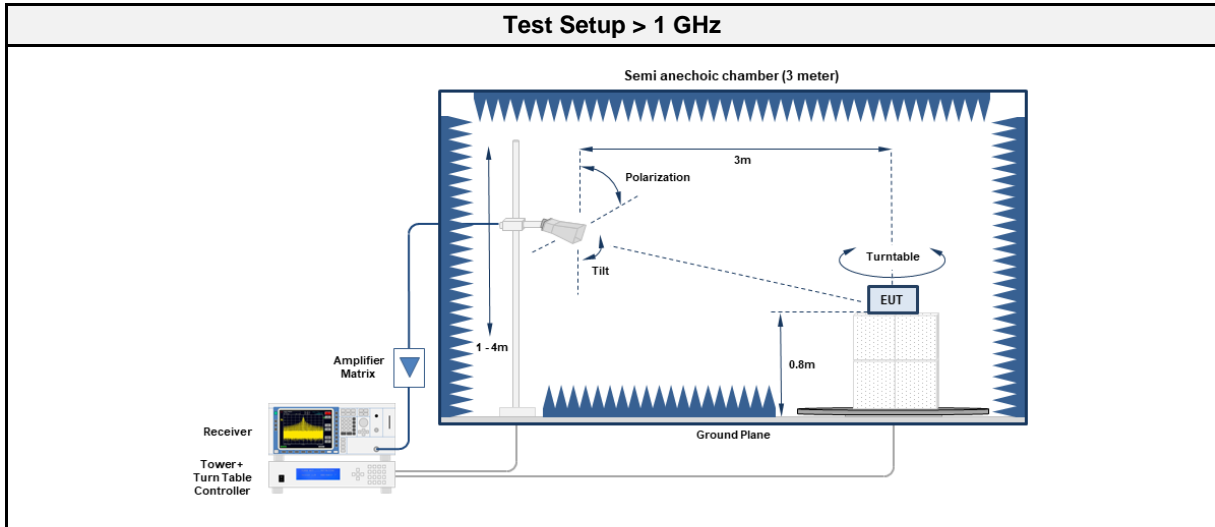 Test Setup > 1 GHz
Semi anechoic chamber (3 meter)
3m
Polarization
Turntable
Tilt
EUT
1 - 4m
0.8m
Amplifier
Matrix
Receiver
Ground Plane
Tower+
Turn Table
Controller